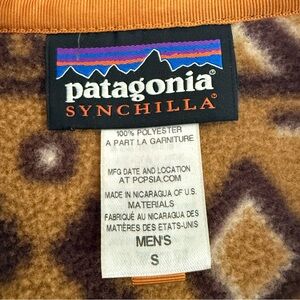 patagonia®
SYNCHILLA®
100% POLYESTER
A PART LA GARNITURE
MFG DATE AND LOCATION
AT PCPSIA.COM
MADE IN NICARAGUA OF U.S.
MATERIALS
FABRIQUÉ AU NICARAGUA DES
MATIÈRES DES ETATS-UNIS
MEN'S
S